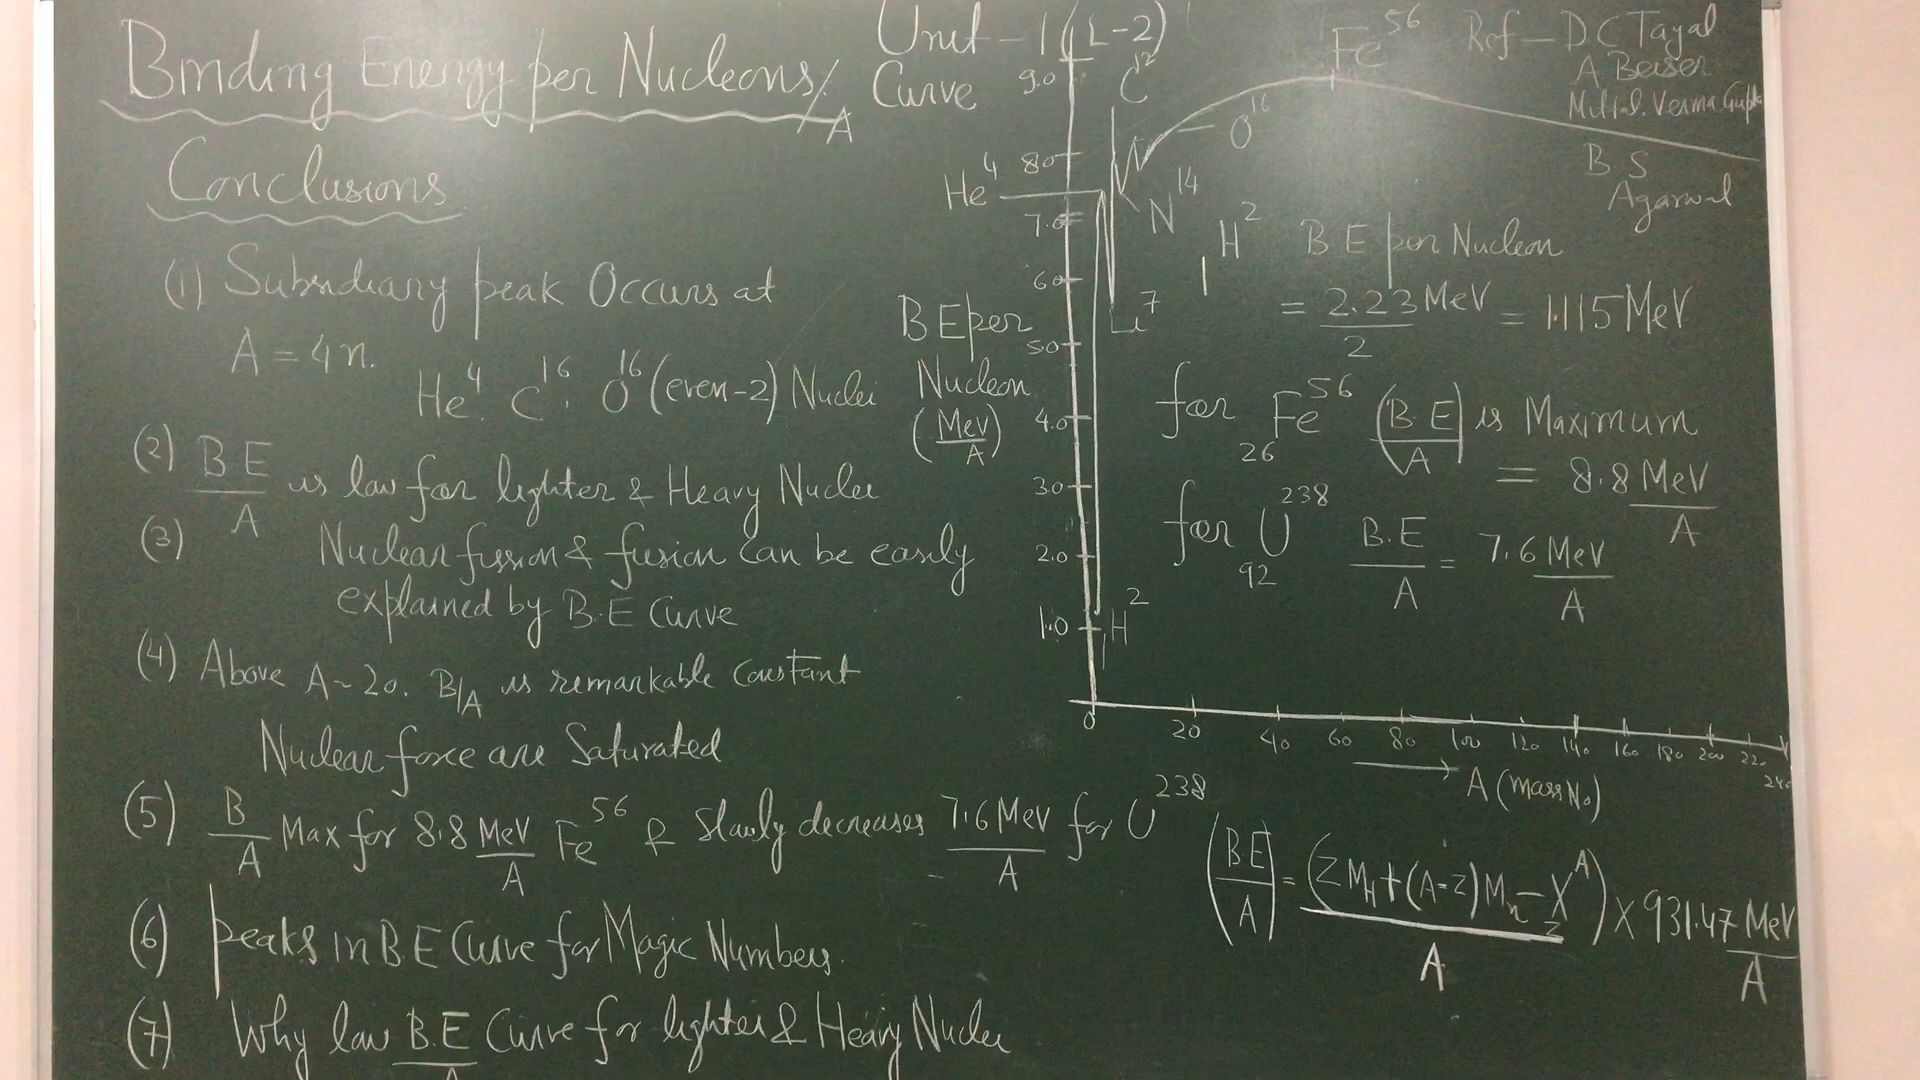 Binding Energy per Nucleons/A Curve
Unit - 1 (L-2)
Ref - D C Tayal
A Beiser
Mittal. Verma. Gupta
B. S
Agarwal
Conclusions
(1) Subsidiary peak Occurs at
A = 4n.
He⁴. C¹⁶. O¹⁶ (even-2) Nuclei
(2) B E/A is low for lighter & Heavy Nuclei
(3) Nuclear fission & fusion Can be easily
explained by B.E Curve
(4) Above A~20. B/A is remarkable Constant
Nuclear force are Saturated
(5) B/A Max for 8.8 MeV/A Fe⁵⁶ & Slowly decreases 7.6 MeV/A for U²³⁸
(6) Peaks in B.E Curve for Magic Numbers.
(7) Why low B.E/A Curve for lighter & Heavy Nuclei
B E per
Nucleon
(MeV/A)
9.0
8.0
7.0
6.0
5.0
4.0
3.0
2.0
1.0
He⁴
C¹²
O¹⁶
N¹⁴
Li⁷
Fe⁵⁶
₁H²
0 20 40 60 80 100 120 140 160 180 200 220 240
→ A (Mass No)
₁H² B E per Nucleon
= 2.23 MeV/2 = 1.115 MeV
for ₂₆Fe⁵⁶ (B.E/A) is Maximum
= 8.8 MeV/A
for ₉₂U²³⁸ B.E/A = 7.6 MeV/A
(B.E/A) = (Z M_H + (A-Z) M_n - _ZX^A)/A × 931.47 MeV/A